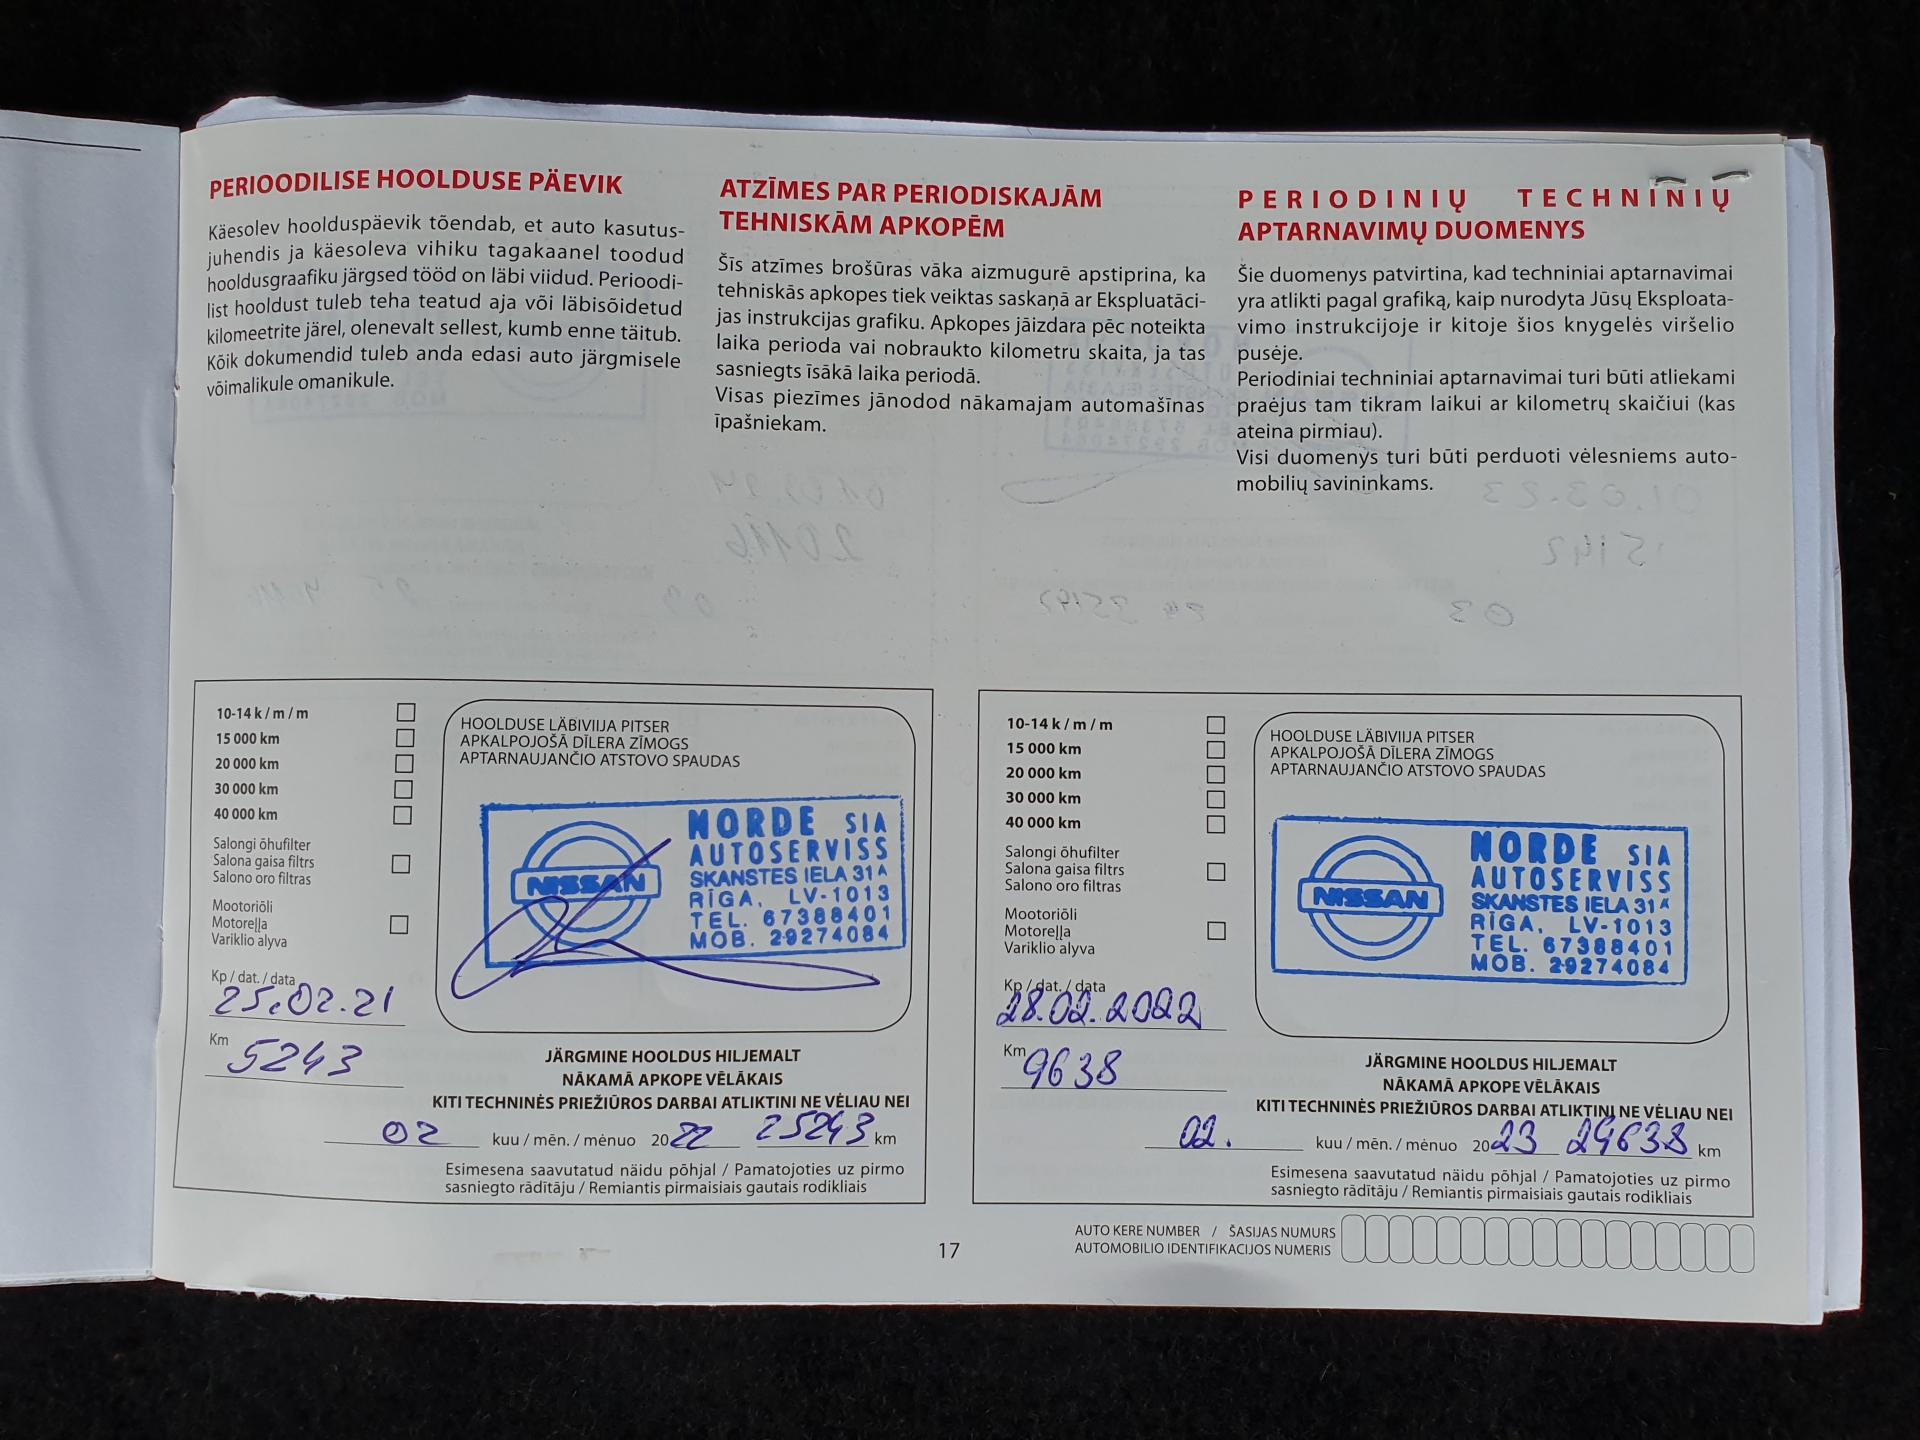 PERIOODILISE HOOLDUSE PÄEVIK
Käesolev hoolduspäevik tõendab, et auto kasutus-
juhendis ja käesoleva vihiku tagakaanel toodud
hooldusgraafiku järgsed tööd on läbi viidud. Perioodi-
list hooldust tuleb teha teatud aja või läbisõidetud
kilomeetrite järel, olenevalt sellest, kumb enne täitub.
Kõik dokumendid tuleb anda edasi auto järgmisele
võimalikule omanikule.
ATZĪMES PAR PERIODISKAJĀM
TEHNISKĀM APKOPĒM
Šīs atzīmes brošūras vāka aizmugurē apstiprina, ka
tehniskās apkopes tiek veiktas saskaņā ar Ekspluatāci-
jas instrukcijas grafiku. Apkopes jāizdara pēc noteikta
laika perioda vai nobraukto kilometru skaita, ja tas
sasniegts īsākā laika periodā.
Visas piezīmes jānodod nākamajam automašīnas
īpašniekam.
PERIODINIŲ TECHNINIŲ
APTARNAVIMŲ DUOMENYS
Šie duomenys patvirtina, kad techniniai aptarnavimai
yra atlikti pagal grafiką, kaip nurodyta Jūsų Eksploata-
vimo instrukcijoje ir kitoje šios knygelės viršelio
pusėje.
Periodiniai techniniai aptarnavimai turi būti atliekami
praėjus tam tikram laikui ar kilometrų skaičiui (kas
ateina pirmiau).
Visi duomenys turi būti perduoti vėlesniems auto-
mobilių savininkams.
10-14 k / m / m
15 000 km
20 000 km
30 000 km
40 000 km
Salongi õhufilter
Salona gaisa filtrs
Salono oro filtras
Mootoriõli
Motoreļļa
Variklio alyva
Kp / dat. / data
25.02.21
Km
5243
HOOLDUSE LÄBIVIIJA PITSER
APKALPOJOŠĀ DĪLERA ZĪMOGS
APTARNAUJANČIO ATSTOVO SPAUDAS
NISSAN
NORDE SIA
AUTOSERVISS
SKANSTES IELA 31A
RĪGA, LV-1013
TEL. 67388401
MOB. 29274084
JÄRGMINE HOOLDUS HILJEMALT
NĀKAMĀ APKOPE VĒLĀKAIS
KITI TECHNINĖS PRIEŽIŪROS DARBAI ATLIKTINI NE VĖLIAU NEI
02 kuu / mēn. / mėnuo 2022 25243 km
Esimesena saavutatud näidu põhjal / Pamatojoties uz pirmo
sasniegto rādītāju / Remiantis pirmaisiais gautais rodikliais
10-14 k / m / m
15 000 km
20 000 km
30 000 km
40 000 km
Salongi õhufilter
Salona gaisa filtrs
Salono oro filtras
Mootoriõli
Motoreļļa
Variklio alyva
Kp / dat. / data
28.02.2022
Km
9638
HOOLDUSE LÄBIVIIJA PITSER
APKALPOJOŠĀ DĪLERA ZĪMOGS
APTARNAUJANČIO ATSTOVO SPAUDAS
NISSAN
NORDE SIA
AUTOSERVISS
SKANSTES IELA 31A
RĪGA, LV-1013
TEL. 67388401
MOB. 29274084
JÄRGMINE HOOLDUS HILJEMALT
NĀKAMĀ APKOPE VĒLĀKAIS
KITI TECHNINĖS PRIEŽIŪROS DARBAI ATLIKTINI NE VĖLIAU NEI
02. kuu / mēn. / mėnuo 2023 29638 km
Esimesena saavutatud näidu põhjal / Pamatojoties uz pirmo
sasniegto rādītāju / Remiantis pirmaisiais gautais rodikliais
17
AUTO KERE NUMBER / ŠASIJAS NUMURS
AUTOMOBILIO IDENTIFIKACIJOS NUMERIS